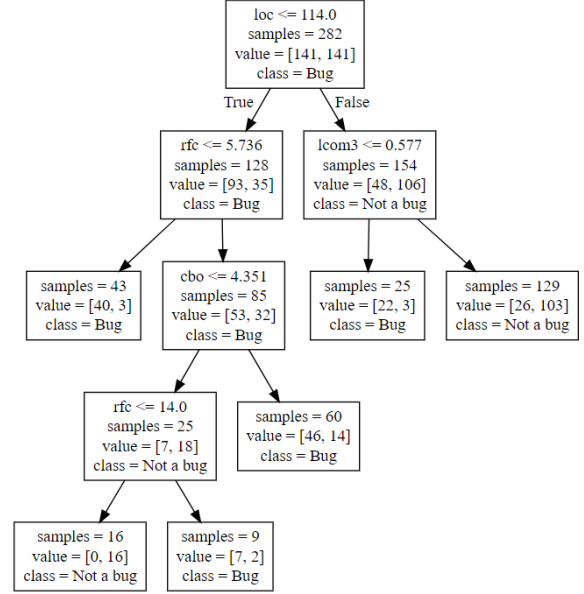 loc <= 114.0
samples = 282
value = [141, 141]
class = Bug
True
False
rfc <= 5.736
samples = 128
value = [93, 35]
class = Bug
lcom3 <= 0.577
samples = 154
value = [48, 106]
class = Not a bug
samples = 43
value = [40, 3]
class = Bug
cbo <= 4.351
samples = 85
value = [53, 32]
class = Bug
samples = 25
value = [22, 3]
class = Bug
samples = 129
value = [26, 103]
class = Not a bug
rfc <= 14.0
samples = 25
value = [7, 18]
class = Not a bug
samples = 60
value = [46, 14]
class = Bug
samples = 16
value = [0, 16]
class = Not a bug
samples = 9
value = [7, 2]
class = Bug